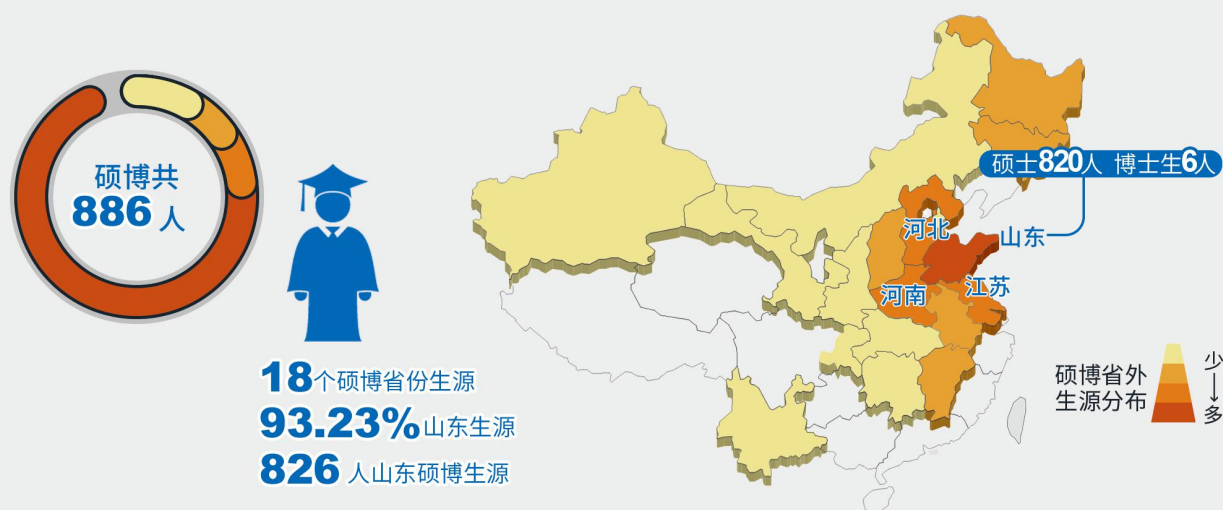 硕博共
886人
18个硕博省份生源
93.23%山东生源
826人山东硕博生源
硕士820人 博士生6人
河北
山东
河南
江苏
硕博省外
生源分布
少
多